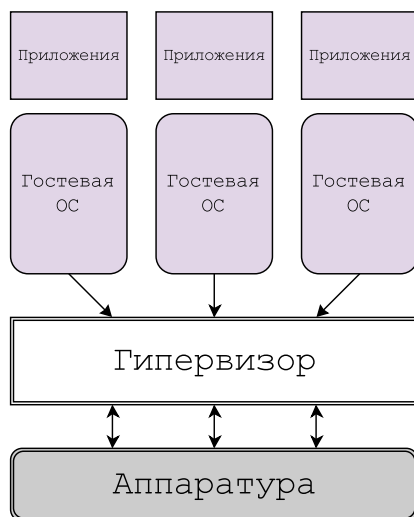 Приложения
Приложения
Приложения
Гостевая
ОС
Гостевая
ОС
Гостевая
ОС
Гипервизор
Аппаратура